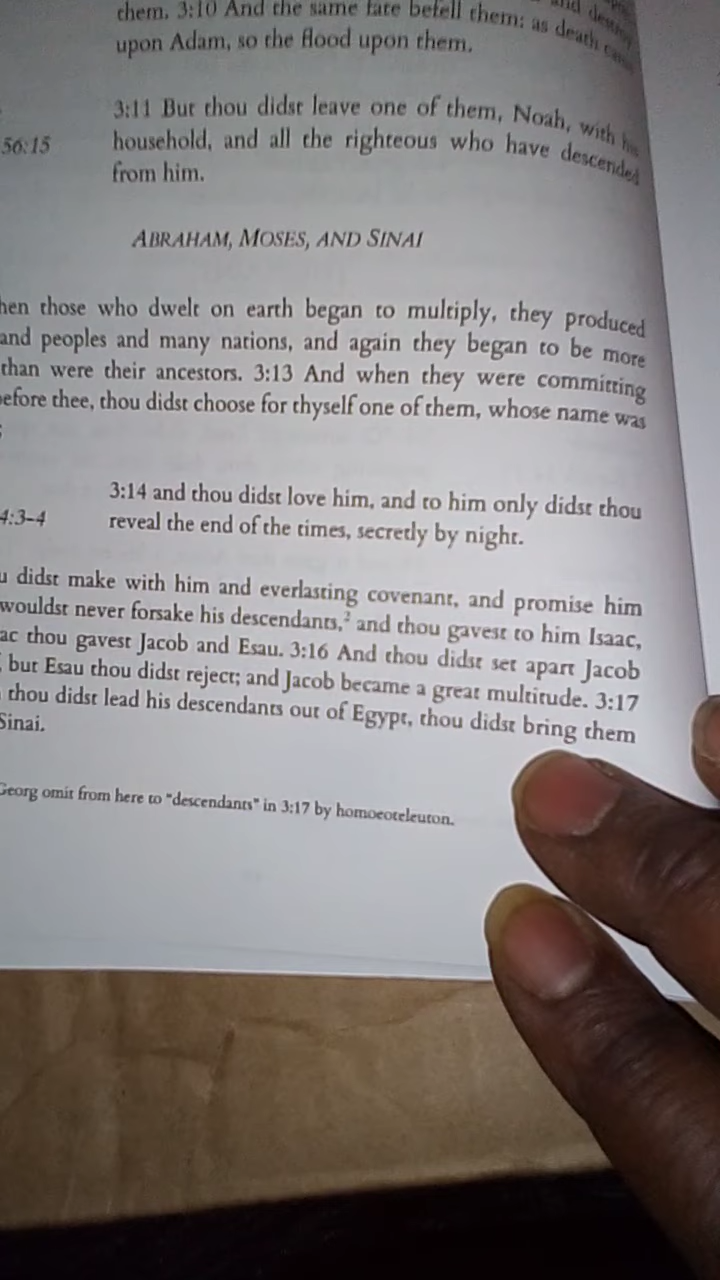 them. 3:10 And the same fate befell them: as death came
upon Adam, so the flood upon them.
3:11 But thou didst leave one of them, Noah, with his
56:15 household, and all the righteous who have descended
from him.
ABRAHAM, MOSES, AND SINAI
those who dwelt on earth began to multiply, they produced
and peoples and many nations, and again they began to be more
than were their ancestors. 3:13 And when they were committing
thee, thou didst choose for thyself one of them, whose name was
3:14 and thou didst love him, and to him only didst thou
4:3-4 reveal the end of the times, secretly by night.
didst make with him and everlasting covenant, and promise him
wouldst never forsake his descendants,² and thou gavest to him Isaac,
thou gavest Jacob and Esau. 3:16 And thou didst set apart Jacob
but Esau thou didst reject; and Jacob became a great multitude. 3:17
thou didst lead his descendants out of Egypt, thou didst bring them
Sinai.
Georg omit from here to "descendants" in 3:17 by homoeoteleuton.